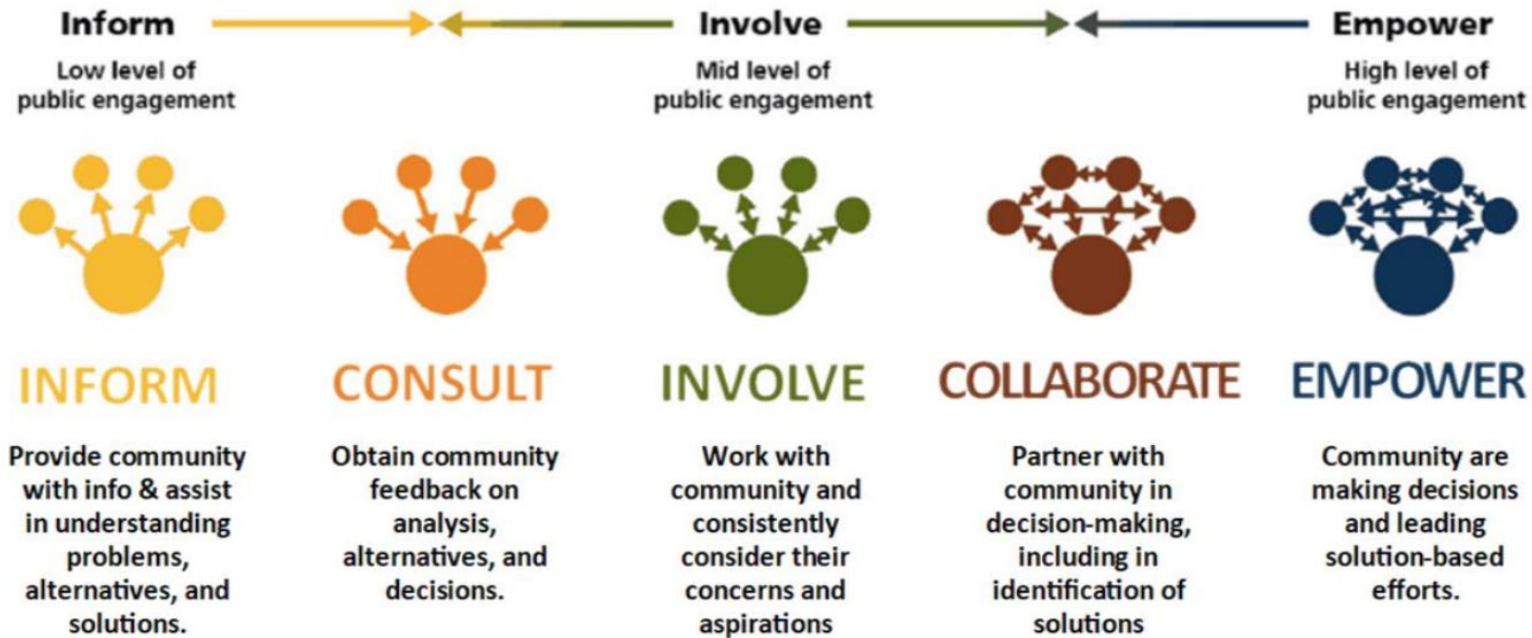 Inform
Involve
Empower
Low level of
public engagement
Mid level of
public engagement
High level of
public engagement
INFORM
CONSULT
INVOLVE
COLLABORATE
EMPOWER
Provide community
with info & assist
in understanding
problems,
alternatives, and
solutions.
Obtain community
feedback on
analysis,
alternatives, and
decisions.
Work with
community and
consistently
consider their
concerns and
aspirations
Partner with
community in
decision-making,
including in
identification of
solutions
Community are
making decisions
and leading
solution-based
efforts.